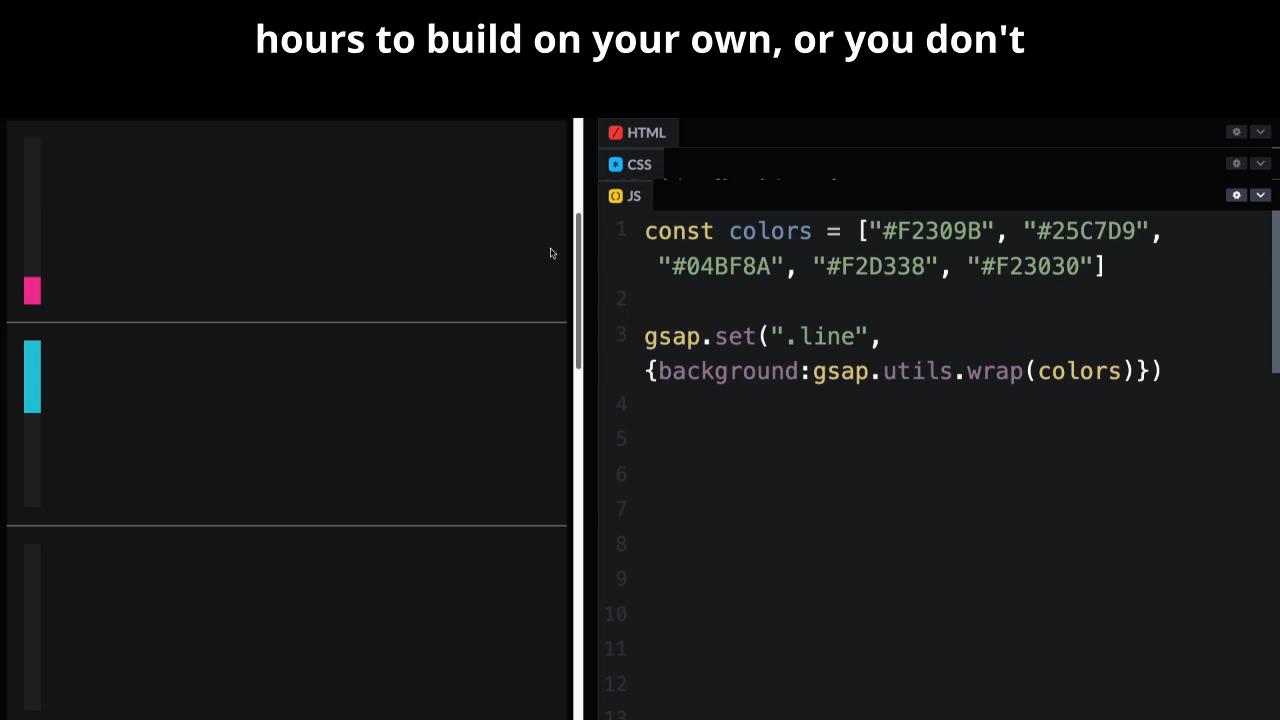 hours to build on your own, or you don't
HTML
CSS
JS
1 const colors = ["#F2309B", "#25C7D9",
"#04BF8A", "#F2D338", "#F23030"]
2
3 gsap.set(".line",
{background:gsap.utils.wrap(colors)})
4
5
6
7
8
9
10
11
12
13